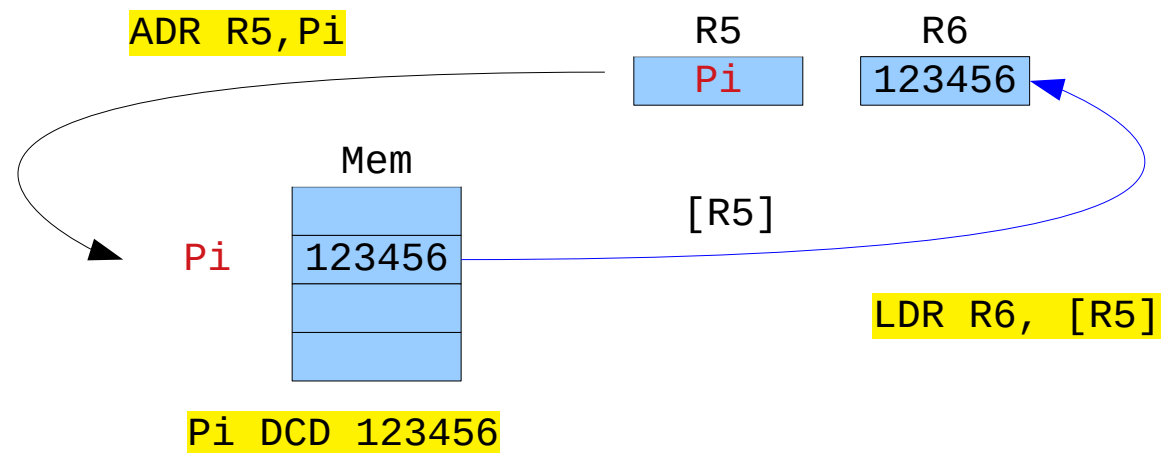 ADR R5,Pi
R5
R6
Pi
123456
Mem
[R5]
Pi
123456
LDR R6, [R5]
Pi DCD 123456